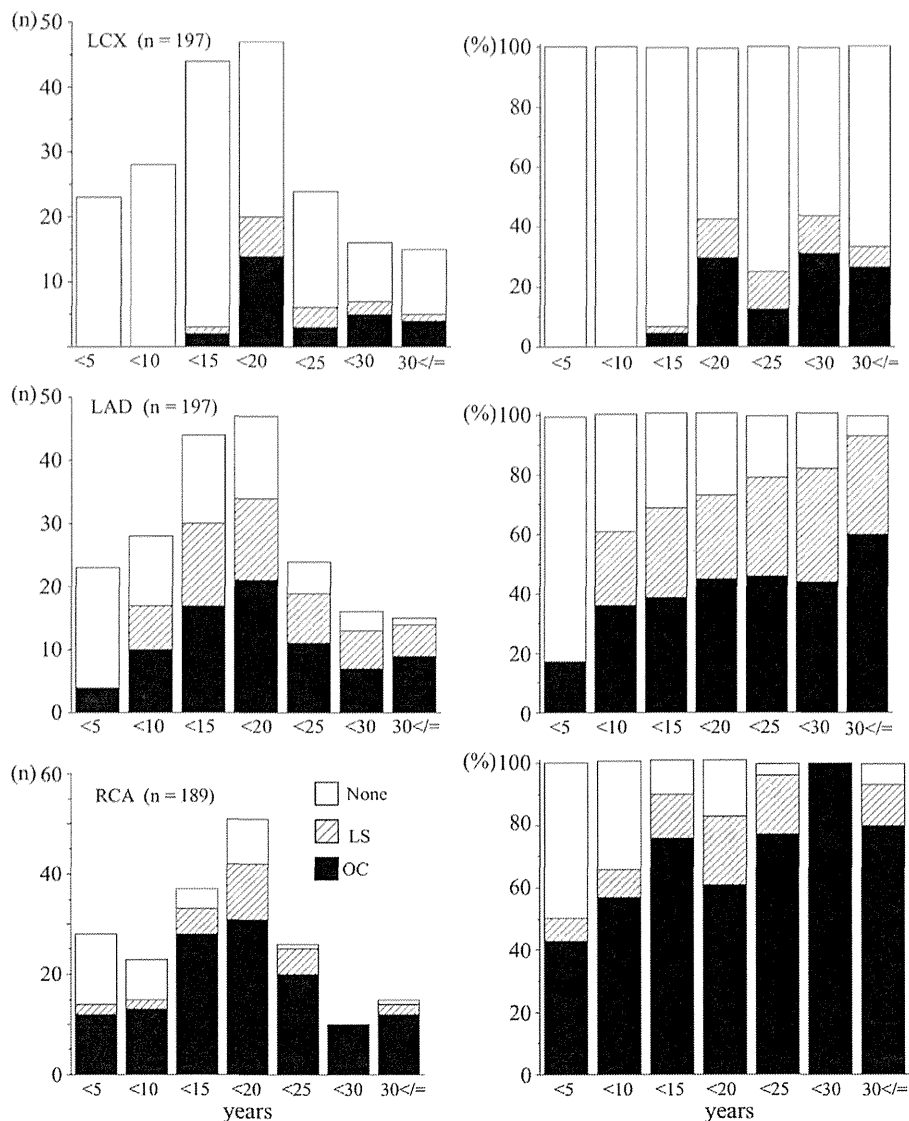 (n) 50
LCX (n = 197)
40
30
20
10
<5 <10 <15 <20 <25 <30 30</=
(%) 100
80
60
40
20
0
<5 <10 <15 <20 <25 <30 30</=
(n) 50
LAD (n = 197)
40
30
20
10
0
<5 <10 <15 <20 <25 <30 30</=
(%) 100
80
60
40
20
0
<5 <10 <15 <20 <25 <30 30</=
(n) 60
RCA (n = 189)
None
LS
OC
40
20
0
<5 <10 <15 <20 <25 <30 30</=
years
(%) 100
80
60
40
20
0
<5 <10 <15 <20 <25 <30 30</=
years